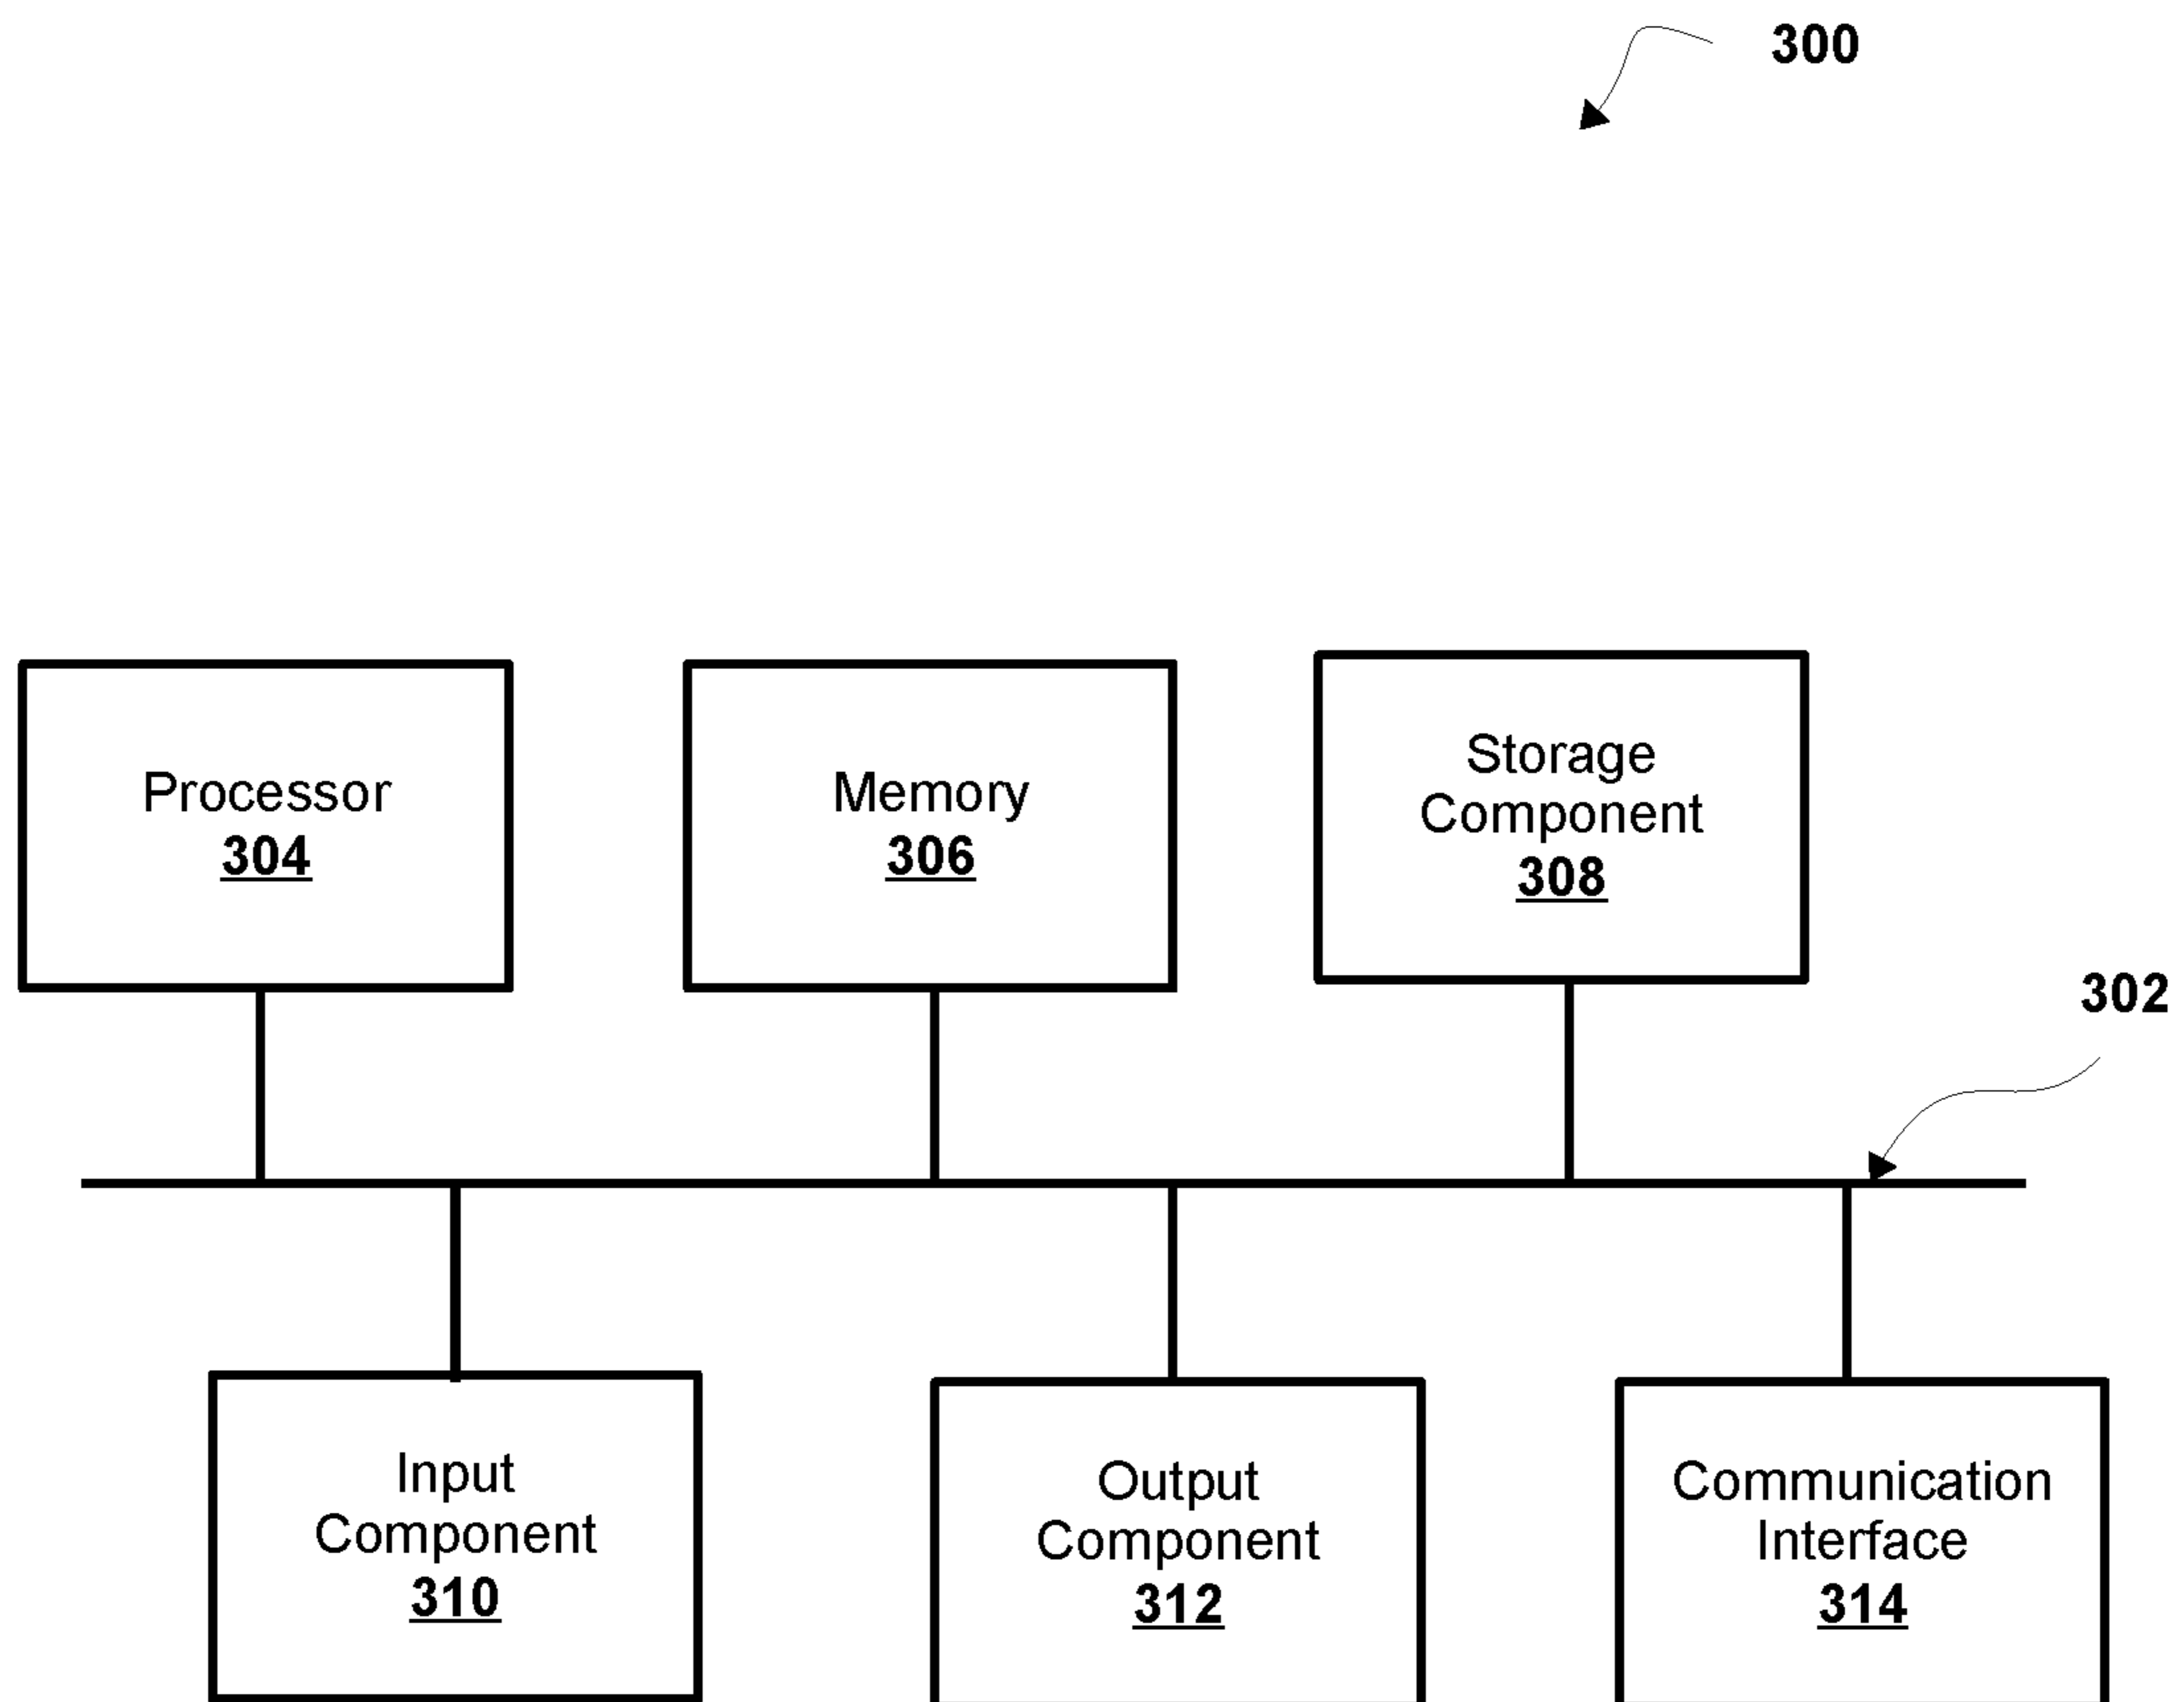 300
Processor
304
Memory
306
Storage
Component
308
302
Input
Component
310
Output
Component
312
Communication
Interface
314